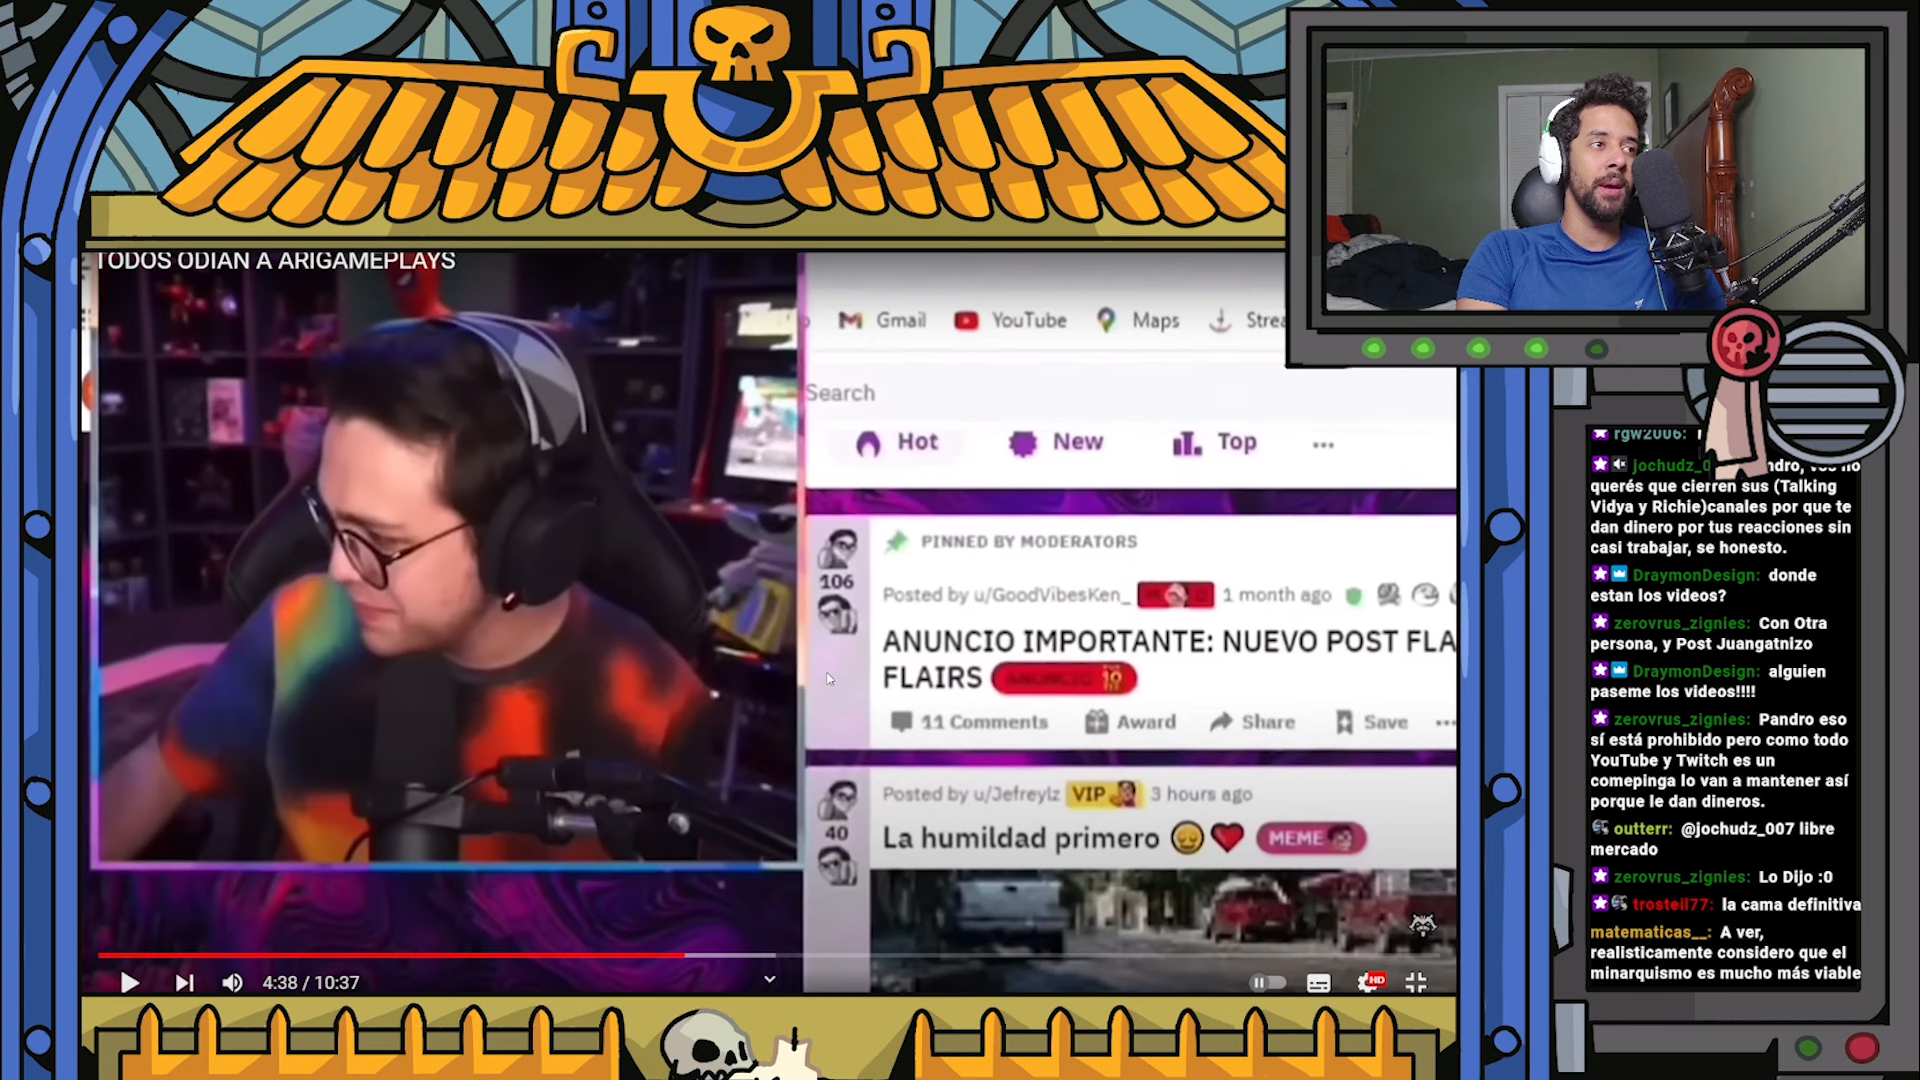 TODOS ODIAN A ARIGAMEPLAYS
Gmail YouTube Maps
Search
Hot New Top ...
PINNED BY MODERATORS
106
Posted by u/GoodVibesKen_ 1 month ago
ANUNCIO IMPORTANTE: NUEVO POST FLA
FLAIRS ANUNCIO
11 Comments Award Share Save ...
Posted by u/Jefreylz VIP 3 hours ago
40
La humildad primero MEME
4:38 / 10:37
HD
rgw2006:
querés que cierren sus (Talking
Vidya y Richie)canales por que te
dan dinero por tus reacciones sin
casi trabajar, se honesto.
DraymonDesign: donde
estan los videos?
zerovrus_zignies: Con Otra
persona, y Post Juangatnizo
DraymonDesign: alguien
paseme los videos!!!!
zerovrus_zignies: Pandro eso
sí está prohibido pero como todo
YouTube y Twitch es un
comepinga lo van a mantener así
porque le dan dineros.
outterr: @jochudz_007 libre
mercado
zerovrus_zignies: Lo Dijo :0
trosteil77: la cama definitiva
matematicas__: A ver,
realisticamente considero que el
minarquismo es mucho más viable